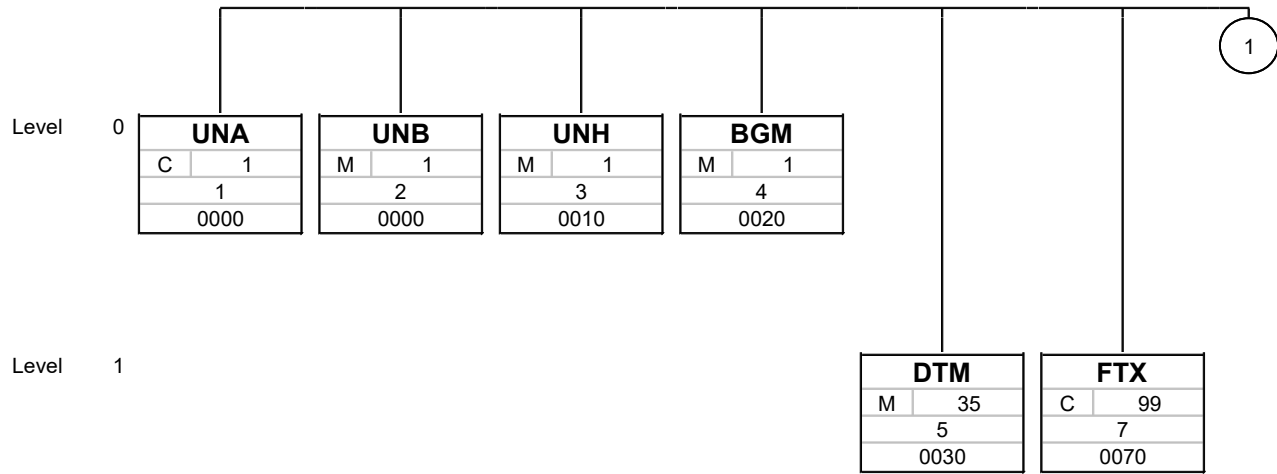 1
Level 0
UNA UNB UNH BGM
C 1 M 1 M 1 M 1
1 2 3 4
0000 0000 0010 0020
Level 1
DTM FTX
M 35 C 99
5 7
0030 0070